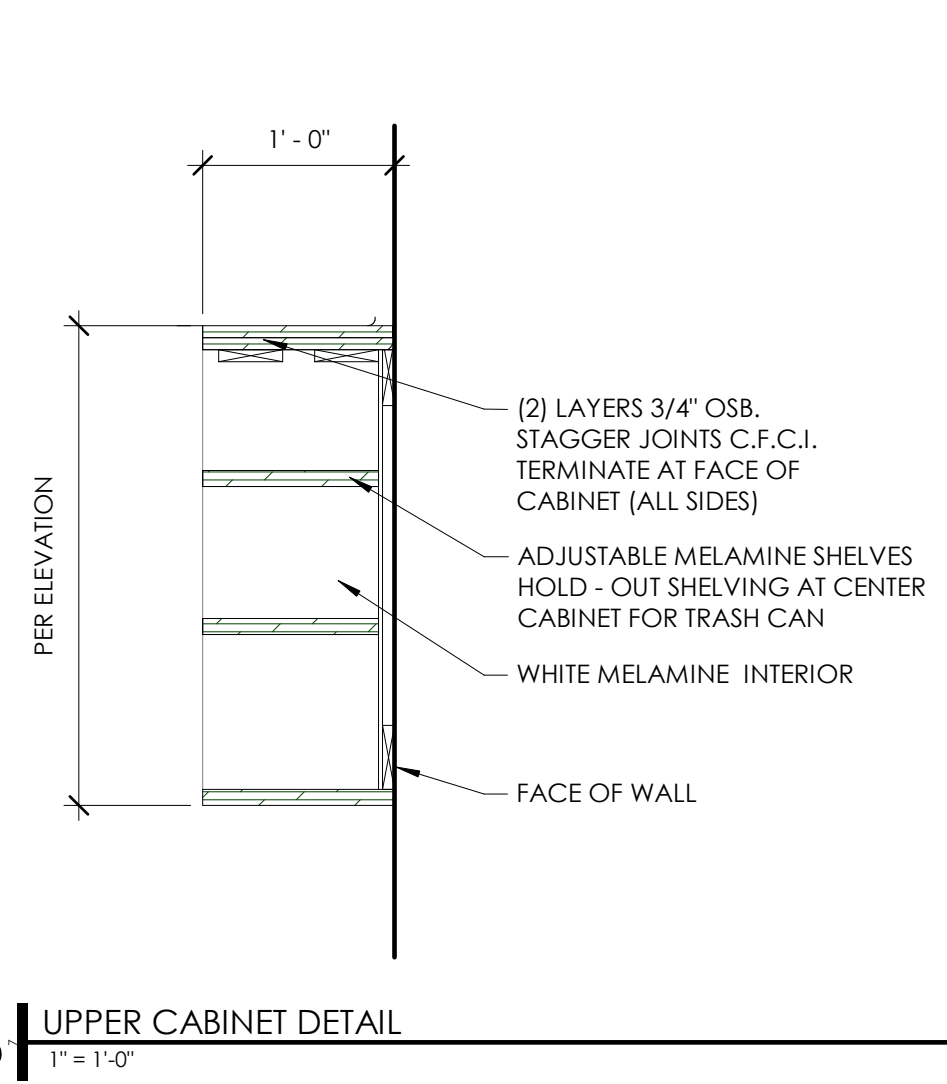 1' - 0"
PER ELEVATION
(2) LAYERS 3/4" OSB.
STAGGER JOINTS C.F.C.I.
TERMINATE AT FACE OF
CABINET (ALL SIDES)
ADJUSTABLE MELAMINE SHELVES
HOLD - OUT SHELVING AT CENTER
CABINET FOR TRASH CAN
WHITE MELAMINE  INTERIOR
FACE OF WALL
UPPER CABINET DETAIL
1" = 1'-0"